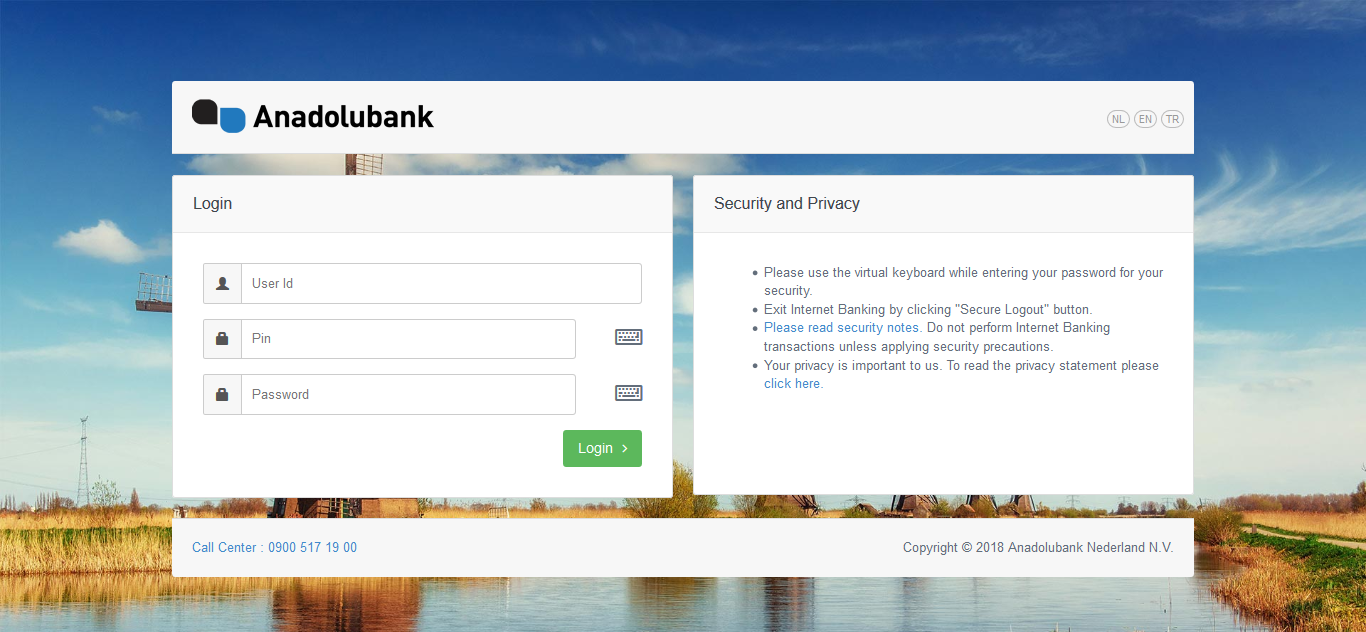 Anadolubank
NL EN TR
Login
User Id
Pin
Password
Login
Security and Privacy
Please use the virtual keyboard while entering your password for your
security.
Exit Internet Banking by clicking "Secure Logout" button.
Please read security notes. Do not perform Internet Banking
transactions unless applying security precautions.
Your privacy is important to us. To read the privacy statement please
click here.
Call Center : 0900 517 19 00
Copyright © 2018 Anadolubank Nederland N.V.